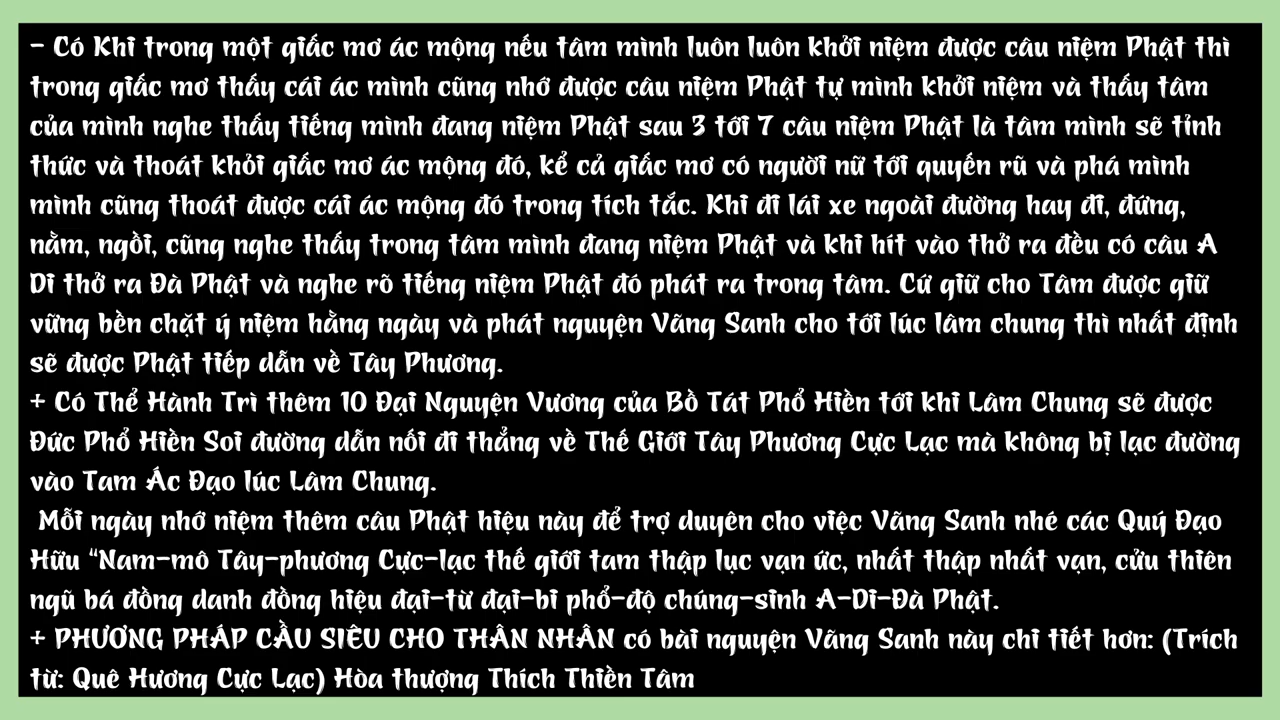 - Có Khi trong một giấc mơ ác mộng nếu tâm mình luôn luôn khởi niệm được câu niệm Phật thì
trong giấc mơ thấy cái ác mình cũng nhớ được câu niệm Phật tự mình khởi niệm và thấy tâm
của mình nghe thấy tiếng mình đang niệm Phật sau 3 tới 7 câu niệm Phật là tâm mình sẽ tỉnh
thức và thoát khỏi giấc mơ ác mộng đó, kể cả giấc mơ có người nữ tới quyến rũ và phá mình
mình cũng thoát được cái ác mộng đó trong tích tắc. Khi đi lái xe ngoài đường hay đi, đứng,
nằm, ngồi, cũng nghe thấy trong tâm mình đang niệm Phật và khi hít vào thở ra đều có câu A
Di thở ra Đà Phật và nghe rõ tiếng niệm Phật đó phát ra trong tâm. Cứ giữ cho Tâm được giữ
vững bền chặt ý niệm hằng ngày và phát nguyện Vãng Sanh cho tới lúc lâm chung thì nhất định
sẽ được Phật tiếp dẫn về Tây Phương.
+ Có Thể Hành Trì thêm 10 Đại Nguyện Vương của Bồ Tát Phổ Hiền tới khi Lâm Chung sẽ được
Đức Phổ Hiền Soi đường dẫn nối đi thẳng về Thế Giới Tây Phương Cực Lạc mà không bị lạc đường
vào Tam Ác Đạo lúc Lâm Chung.
Mỗi ngày nhớ niệm thêm câu Phật hiệu này để trợ duyên cho việc Vãng Sanh nhé các Quý Đạo
Hữu "Nam-mô Tây-phương Cực-lạc thế giới tam thập lục vạn ức, nhất thập nhất vạn, cửu thiên
ngũ bá đồng danh đồng hiệu đại-từ đại-bi phổ-độ chúng-sinh A-Di-Đà Phật.
+ PHƯƠNG PHÁP CẦU SIÊU CHO THÂN NHÂN có bài nguyện Vãng Sanh này chi tiết hơn: (Trích
từ: Quê Hương Cực Lạc) Hòa thượng Thích Thiền Tâm